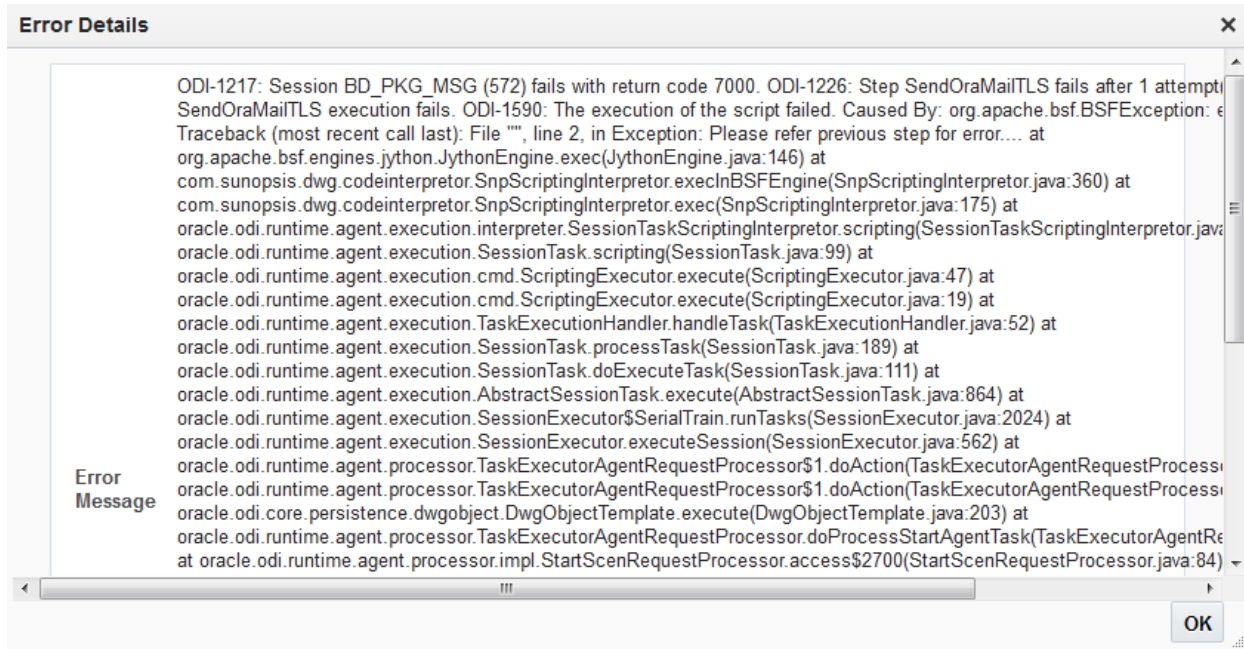 Error Details
ODI-1217: Session BD_PKG_MSG (572) fails with return code 7000. ODI-1226: Step SendOraMailTLS fails after 1 attempt(
SendOraMailTLS execution fails. ODI-1590: The execution of the script failed. Caused By: org.apache.bsf.BSFException: e
Traceback (most recent call last): File "", line 2, in Exception: Please refer previous step for error.... at
org.apache.bsf.engines.jython.JythonEngine.exec(JythonEngine.java:146) at
com.sunopsis.dwg.codeinterpretor.SnpScriptingInterpretor.execInBSFEngine(SnpScriptingInterpretor.java:360) at
com.sunopsis.dwg.codeinterpretor.SnpScriptingInterpretor.exec(SnpScriptingInterpretor.java:175) at
oracle.odi.runtime.agent.execution.interpreter.SessionTaskScriptingInterpretor.scripting(SessionTaskScriptingInterpretor.java
oracle.odi.runtime.agent.execution.SessionTask.scripting(SessionTask.java:99) at
oracle.odi.runtime.agent.execution.cmd.ScriptingExecutor.execute(ScriptingExecutor.java:47) at
oracle.odi.runtime.agent.execution.cmd.ScriptingExecutor.execute(ScriptingExecutor.java:19) at
oracle.odi.runtime.agent.execution.TaskExecutionHandler.handleTask(TaskExecutionHandler.java:52) at
oracle.odi.runtime.agent.execution.SessionTask.processTask(SessionTask.java:189) at
oracle.odi.runtime.agent.execution.SessionTask.doExecuteTask(SessionTask.java:111) at
oracle.odi.runtime.agent.execution.AbstractSessionTask.execute(AbstractSessionTask.java:864) at
oracle.odi.runtime.agent.execution.SessionExecutor$SerialTrain.runTasks(SessionExecutor.java:2024) at
oracle.odi.runtime.agent.execution.SessionExecutor.executeSession(SessionExecutor.java:562) at
oracle.odi.runtime.agent.processor.TaskExecutorAgentRequestProcessor$1.doAction(TaskExecutorAgentRequestProcesso
oracle.odi.runtime.agent.processor.TaskExecutorAgentRequestProcessor$1.doAction(TaskExecutorAgentRequestProcesso
oracle.odi.core.persistence.dwgobject.DwgObjectTemplate.execute(DwgObjectTemplate.java:203) at
oracle.odi.runtime.agent.processor.TaskExecutorAgentRequestProcessor.doProcessStartAgentTask(TaskExecutorAgentRe
at oracle.odi.runtime.agent.processor.impl.StartScenRequestProcessor.access$2700(StartScenRequestProcessor.java:84)
Error
Message
OK